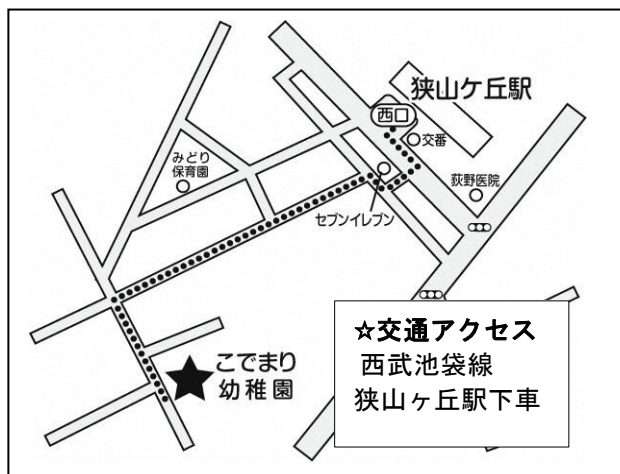 狭山ケ丘駅
西口
交番
みどり
保育園
荻野医院
セブンイレブン
こでまり
幼稚園
☆交通アクセス
西武池袋線
狭山ヶ丘駅下車